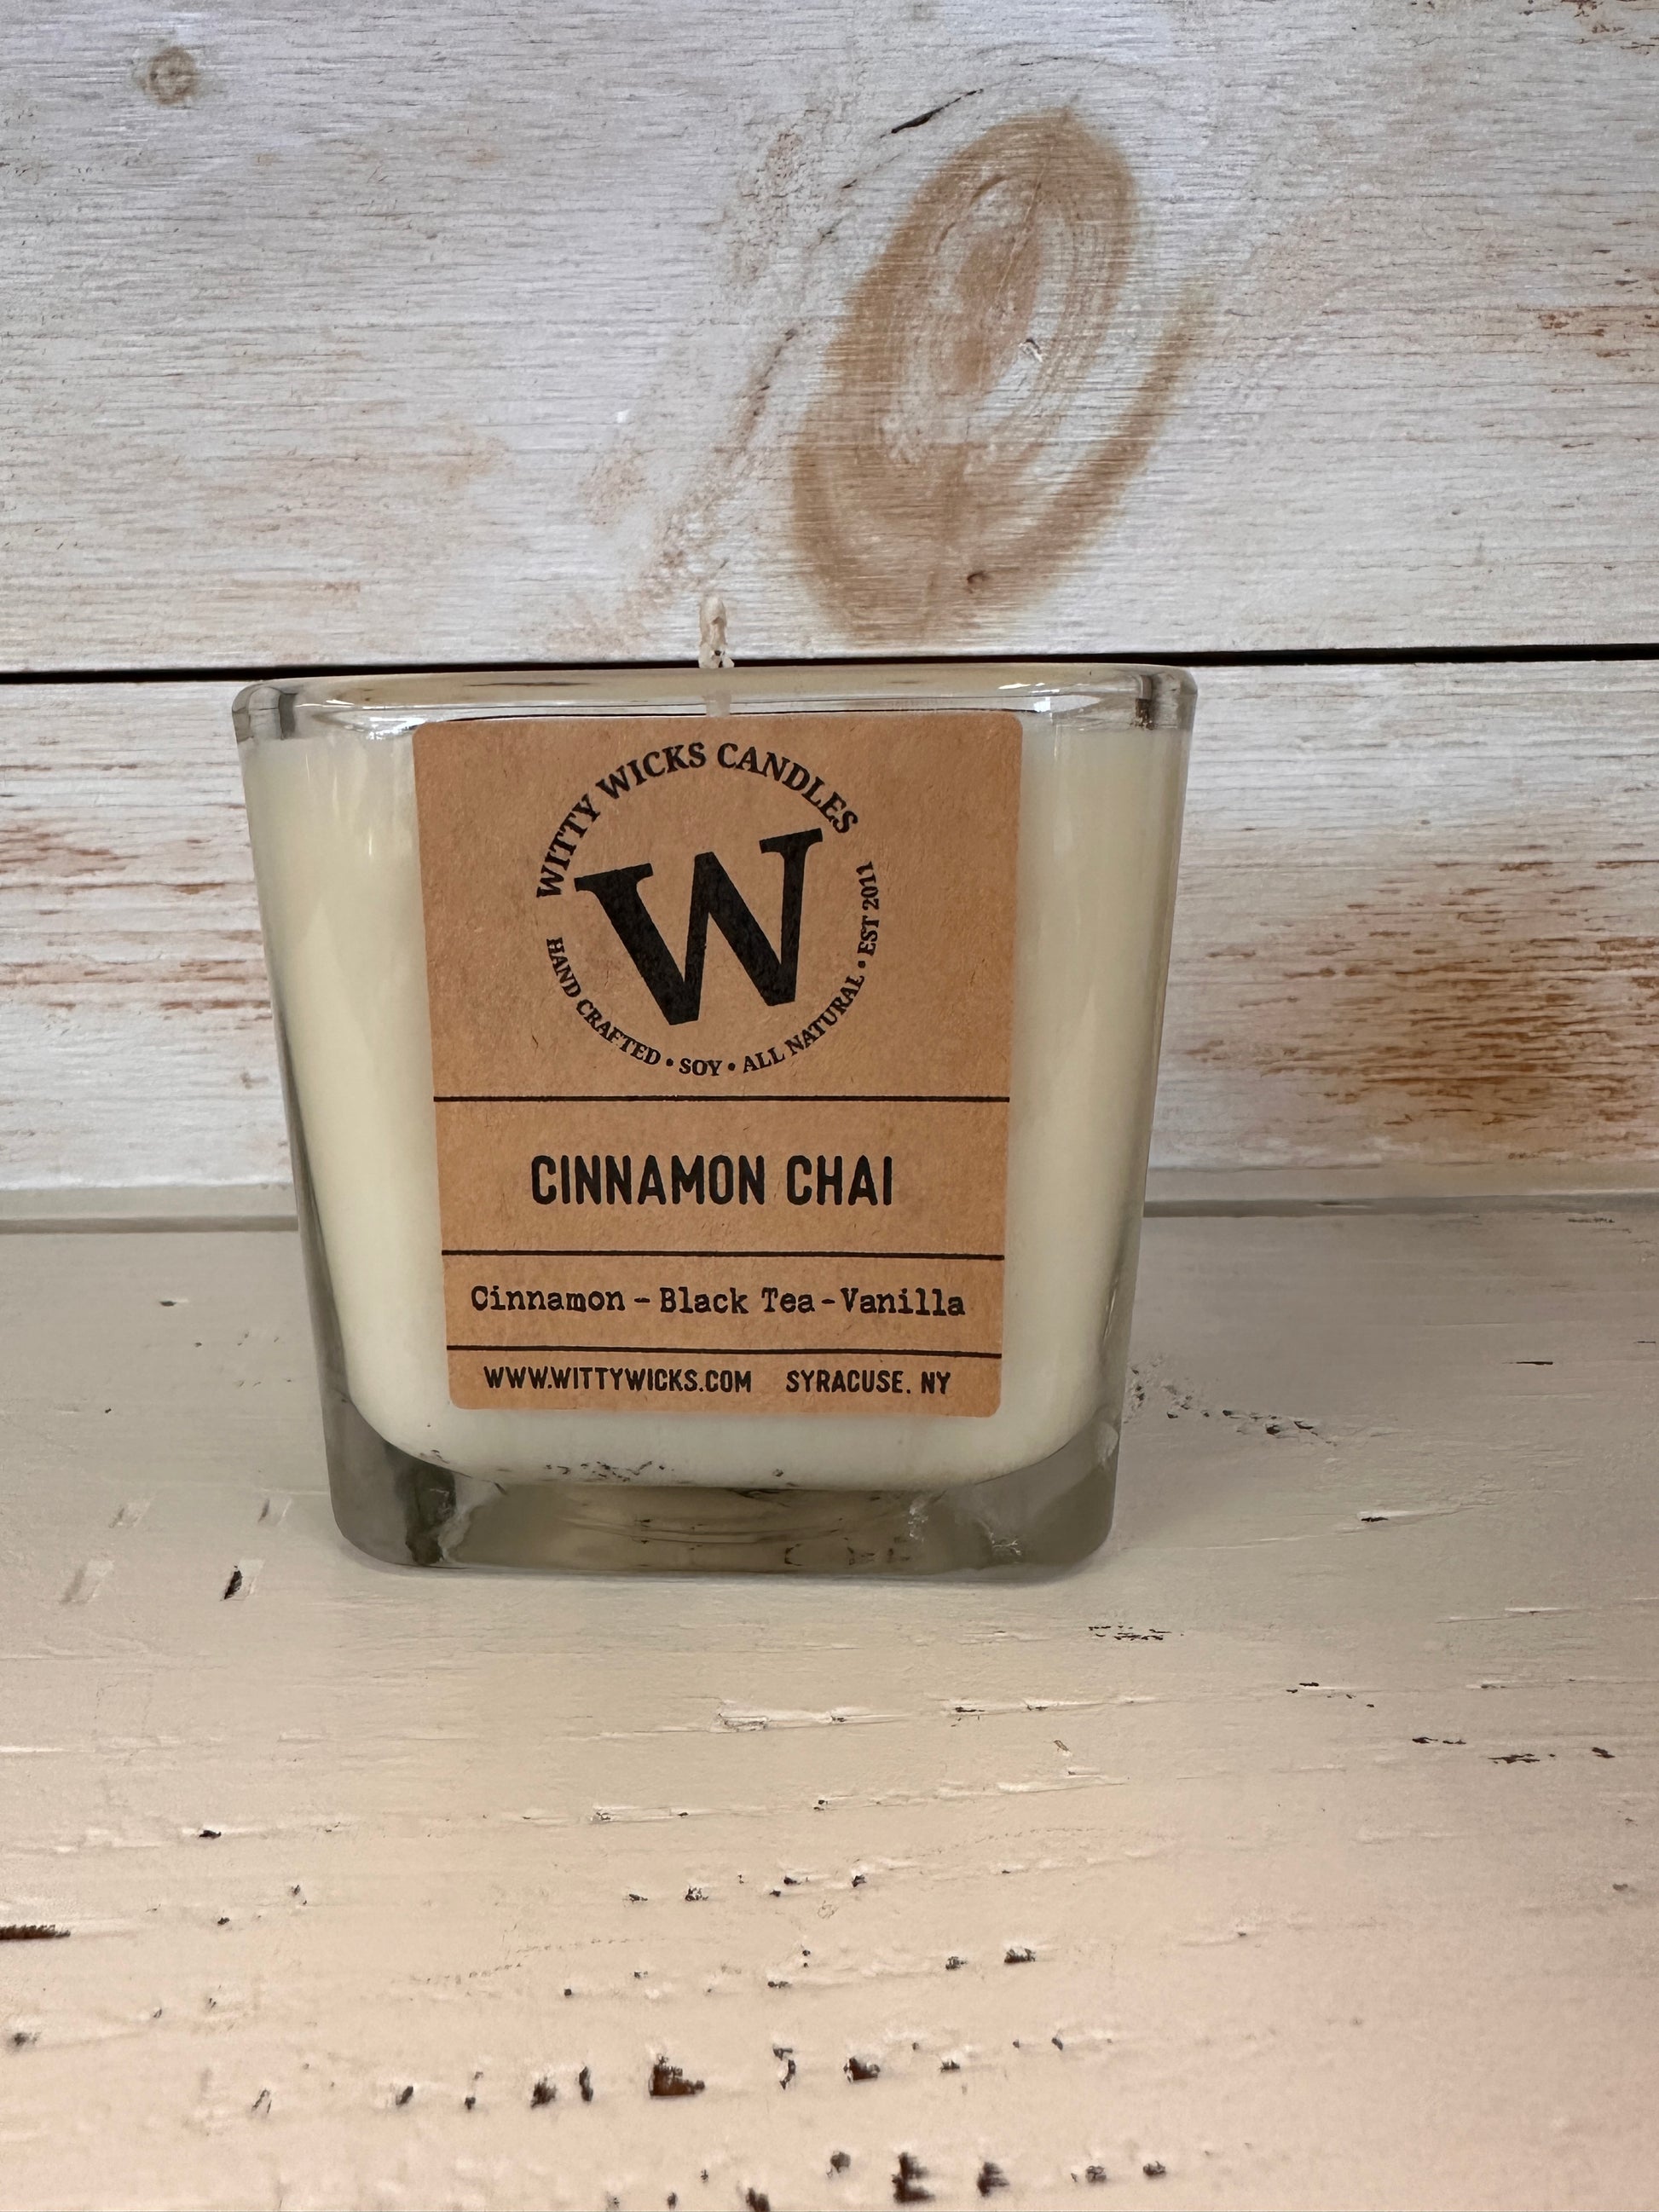 WITTY WICKS CANDLES
W
HAND CRAFTED • SOY • ALL NATURAL • EST 2011
CINNAMON CHAI
Cinnamon - Black Tea - Vanilla
WWW.WITTYWICKS.COM SYRACUSE, NY